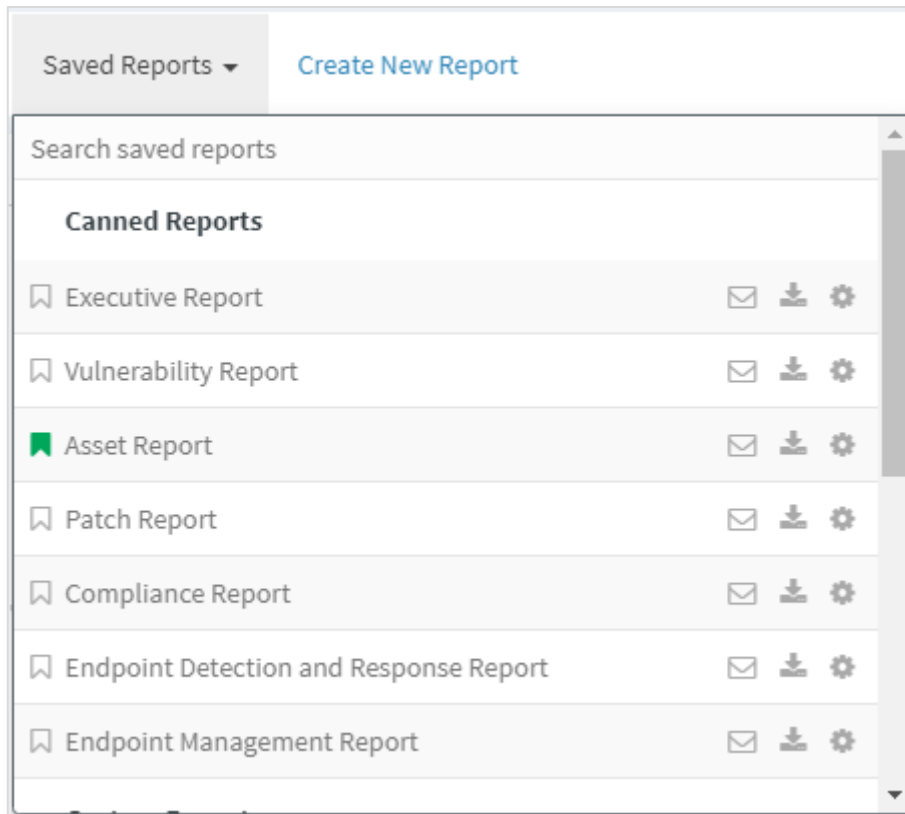 Saved Reports
Create New Report
Search saved reports
Canned Reports
Executive Report
Vulnerability Report
Asset Report
Patch Report
Compliance Report
Endpoint Detection and Response Report
Endpoint Management Report